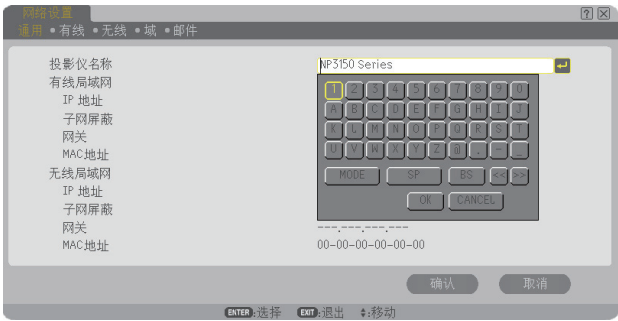 网络设置
通用 •有线 •无线 •域 •邮件
投影仪名称 NP3150 Series
有线局域网
IP 地址
子网屏蔽
网关
MAC地址
无线局域网
IP 地址
子网屏蔽
网关 ---.---.---.---
MAC地址 00-00-00-00-00-00
1 2 3 4 5 6 7 8 9 0
A B C D E F G H I J
K L M N O P Q R S T
U V W X Y Z @ . - _
MODE SP BS << >>
OK CANCEL
确认 取消
ENTER:选择 EXIT:退出 :移动